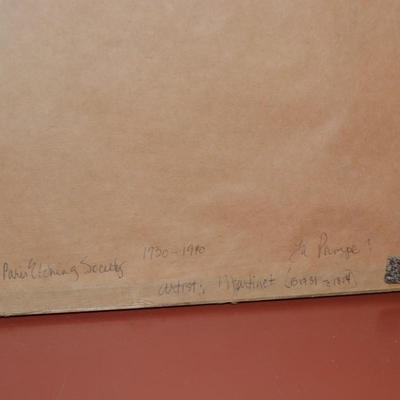 Paris Etching Society 1930-1940 La Pampe?
artist: Martinet